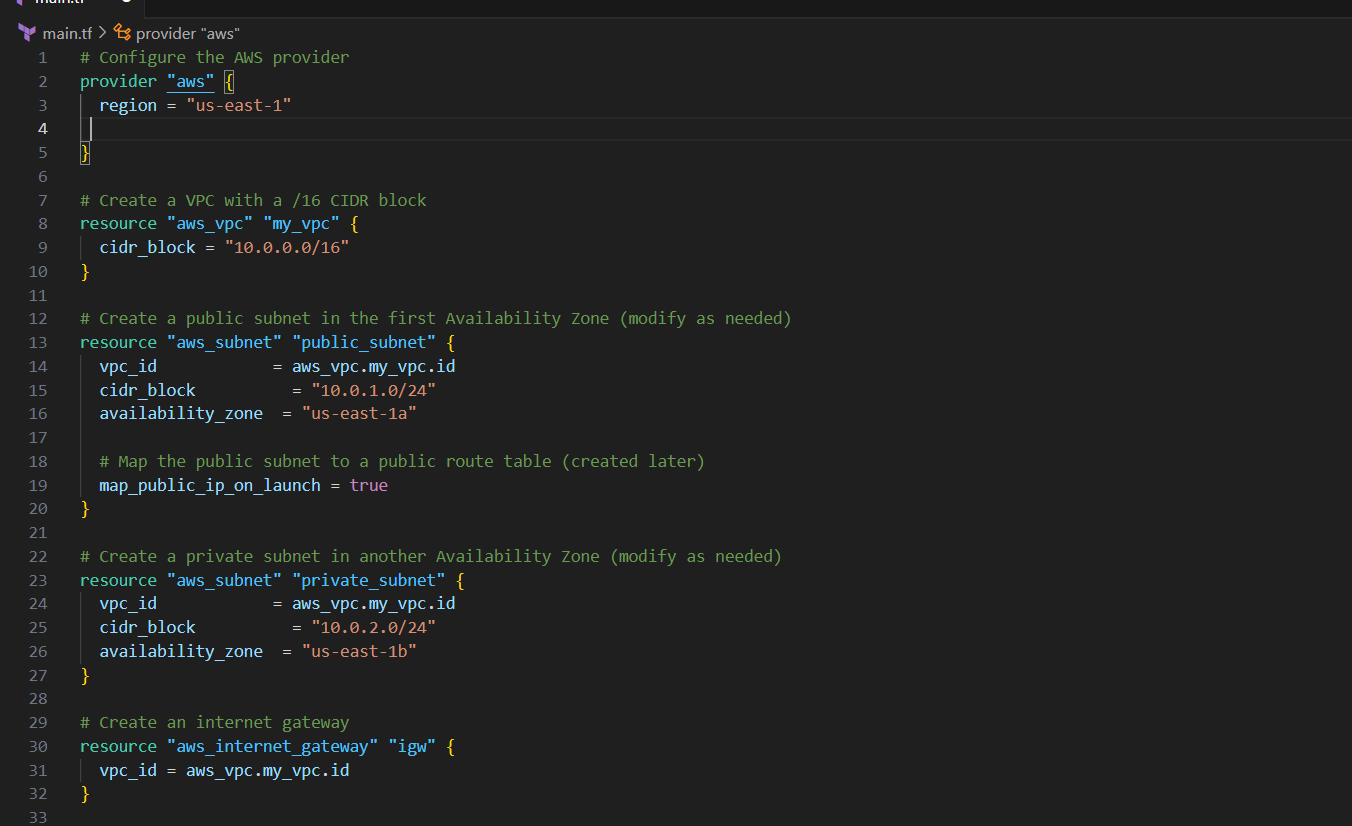 main.tf
main.tf > provider "aws"
1 # Configure the AWS provider
2 provider "aws" {
3   region = "us-east-1"
4
5 }
6
7 # Create a VPC with a /16 CIDR block
8 resource "aws_vpc" "my_vpc" {
9   cidr_block = "10.0.0.0/16"
10 }
11
12 # Create a public subnet in the first Availability Zone (modify as needed)
13 resource "aws_subnet" "public_subnet" {
14   vpc_id            = aws_vpc.my_vpc.id
15   cidr_block          = "10.0.1.0/24"
16   availability_zone  = "us-east-1a"
17
18   # Map the public subnet to a public route table (created later)
19   map_public_ip_on_launch = true
20 }
21
22 # Create a private subnet in another Availability Zone (modify as needed)
23 resource "aws_subnet" "private_subnet" {
24   vpc_id            = aws_vpc.my_vpc.id
25   cidr_block          = "10.0.2.0/24"
26   availability_zone  = "us-east-1b"
27 }
28
29 # Create an internet gateway
30 resource "aws_internet_gateway" "igw" {
31   vpc_id = aws_vpc.my_vpc.id
32 }
33